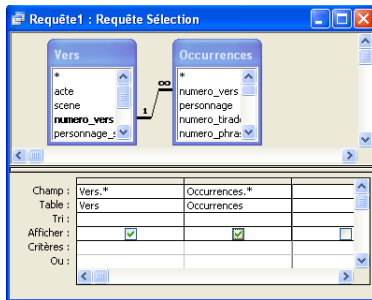 Requête1 : Requête Sélection
Vers
*
acte
scene
numero_vers
personnage_s
1
∞
Occurrences
*
numero_vers
personnage
numero_tirade
numero_phras
Champ : Vers.* Occurrences.*
Table : Vers Occurrences
Tri :
Afficher :
Critères :
Ou :